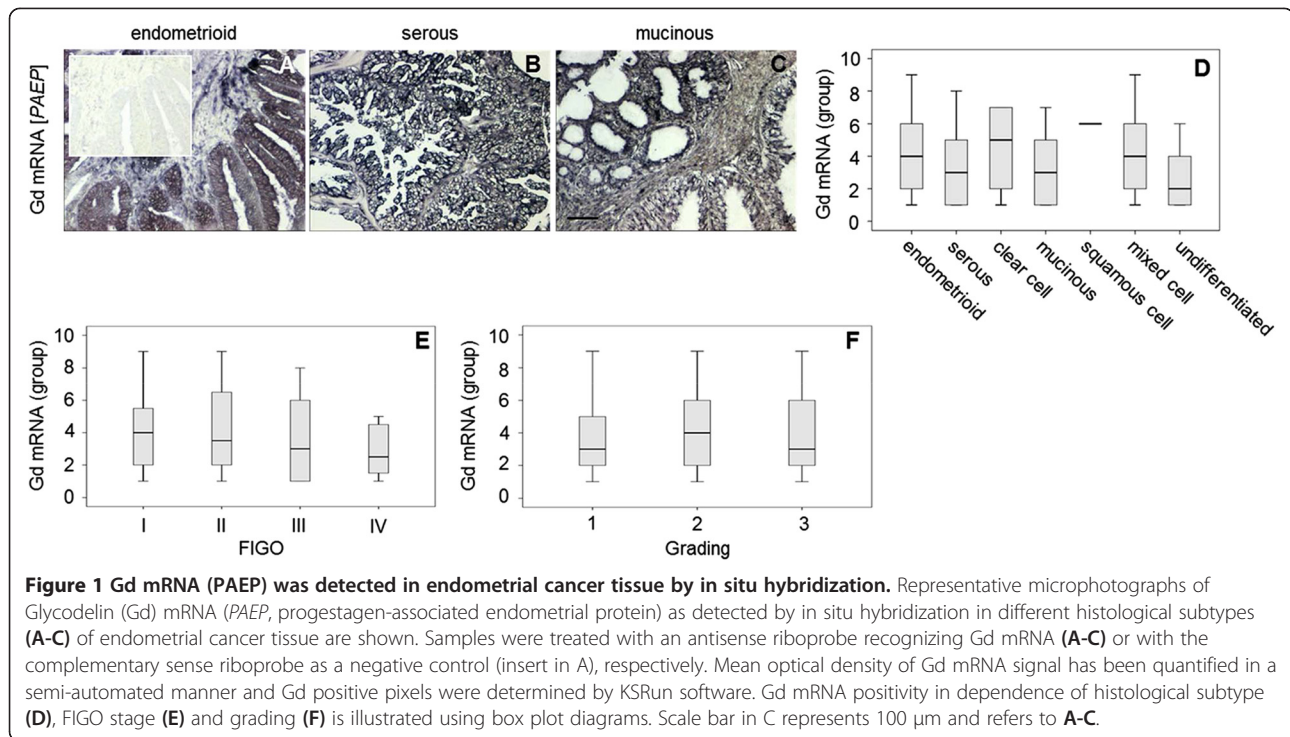 endometrioid
serous
mucinous
Gd mRNA [PAEP]
A
B
C
D
Gd mRNA (group)
10
8
6
4
2
0
endometrioid
serous
clear cell
mucinous
squamous cell
mixed cell
undifferentiated
E
Gd mRNA (group)
10
8
6
4
2
0
I II III IV
FIGO
F
Gd mRNA (group)
10
8
6
4
2
0
1 2 3
Grading
Figure 1 Gd mRNA (PAEP) was detected in endometrial cancer tissue by in situ hybridization. Representative microphotographs of
Glycodelin (Gd) mRNA (PAEP, progestagen-associated endometrial protein) as detected by in situ hybridization in different histological subtypes
(A-C) of endometrial cancer tissue are shown. Samples were treated with an antisense riboprobe recognizing Gd mRNA (A-C) or with the
complementary sense riboprobe as a negative control (insert in A), respectively. Mean optical density of Gd mRNA signal has been quantified in a
semi-automated manner and Gd positive pixels were determined by KSRun software. Gd mRNA positivity in dependence of histological subtype
(D), FIGO stage (E) and grading (F) is illustrated using box plot diagrams. Scale bar in C represents 100 μm and refers to A-C.